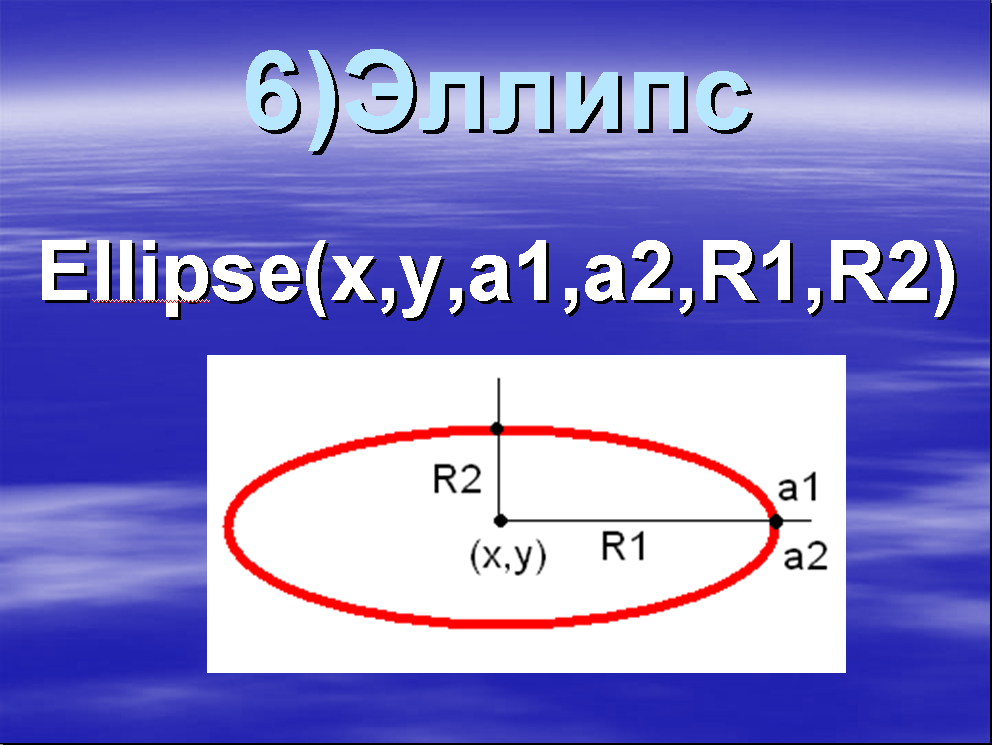 6)Эллипс
Ellipse(x,y,a1,a2,R1,R2)
R2
a1
(x,y)
R1
a2